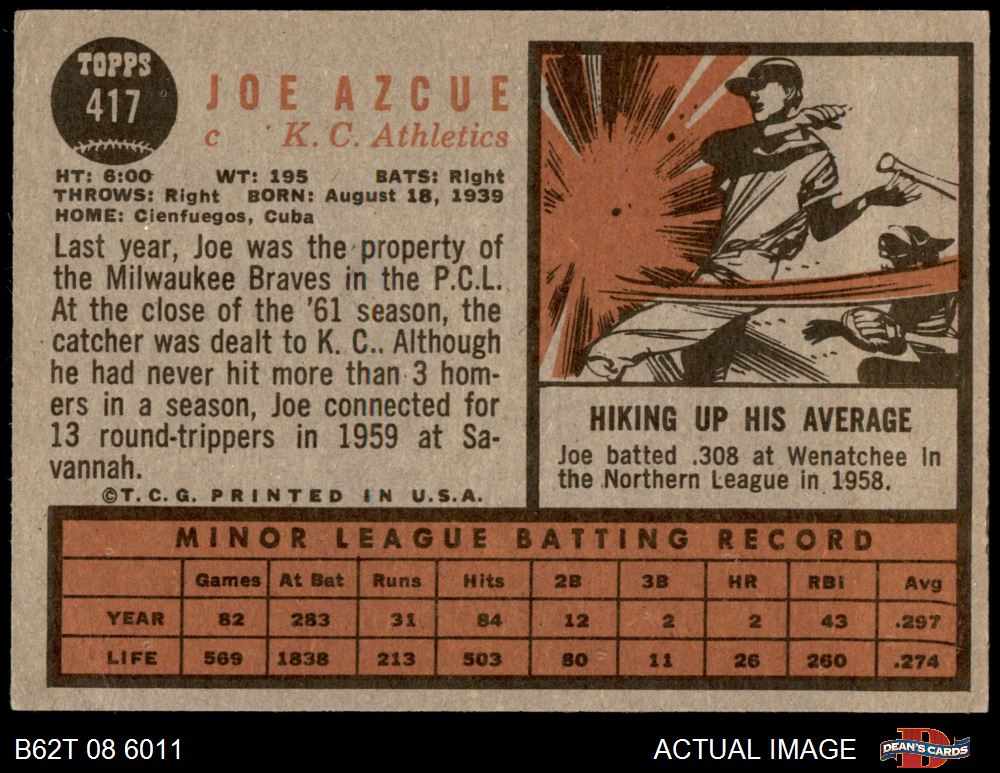 TOPPS
417
JOE AZCUE
c K. C. Athletics
HT: 6:00 WT: 195 BATS: Right
THROWS: Right BORN: August 18, 1939
HOME: Cienfuegos, Cuba
Last year, Joe was the property of
the Milwaukee Braves in the P.C.L.
At the close of the '61 season, the
catcher was dealt to K. C.. Although
he had never hit more than 3 hom-
ers in a season, Joe connected for
13 round-trippers in 1959 at Sa-
vannah.
©T.C.G. PRINTED IN U.S.A.
HIKING UP HIS AVERAGE
Joe batted .308 at Wenatchee in
the Northern League in 1958.
MINOR LEAGUE BATTING RECORD
Games At Bat Runs Hits 2B 3B HR RBI Avg
YEAR 82 283 31 84 12 2 2 43 .297
LIFE 569 1838 213 503 80 11 26 260 .274
B62T 08 6011 ACTUAL IMAGE DEAN'S CARDS